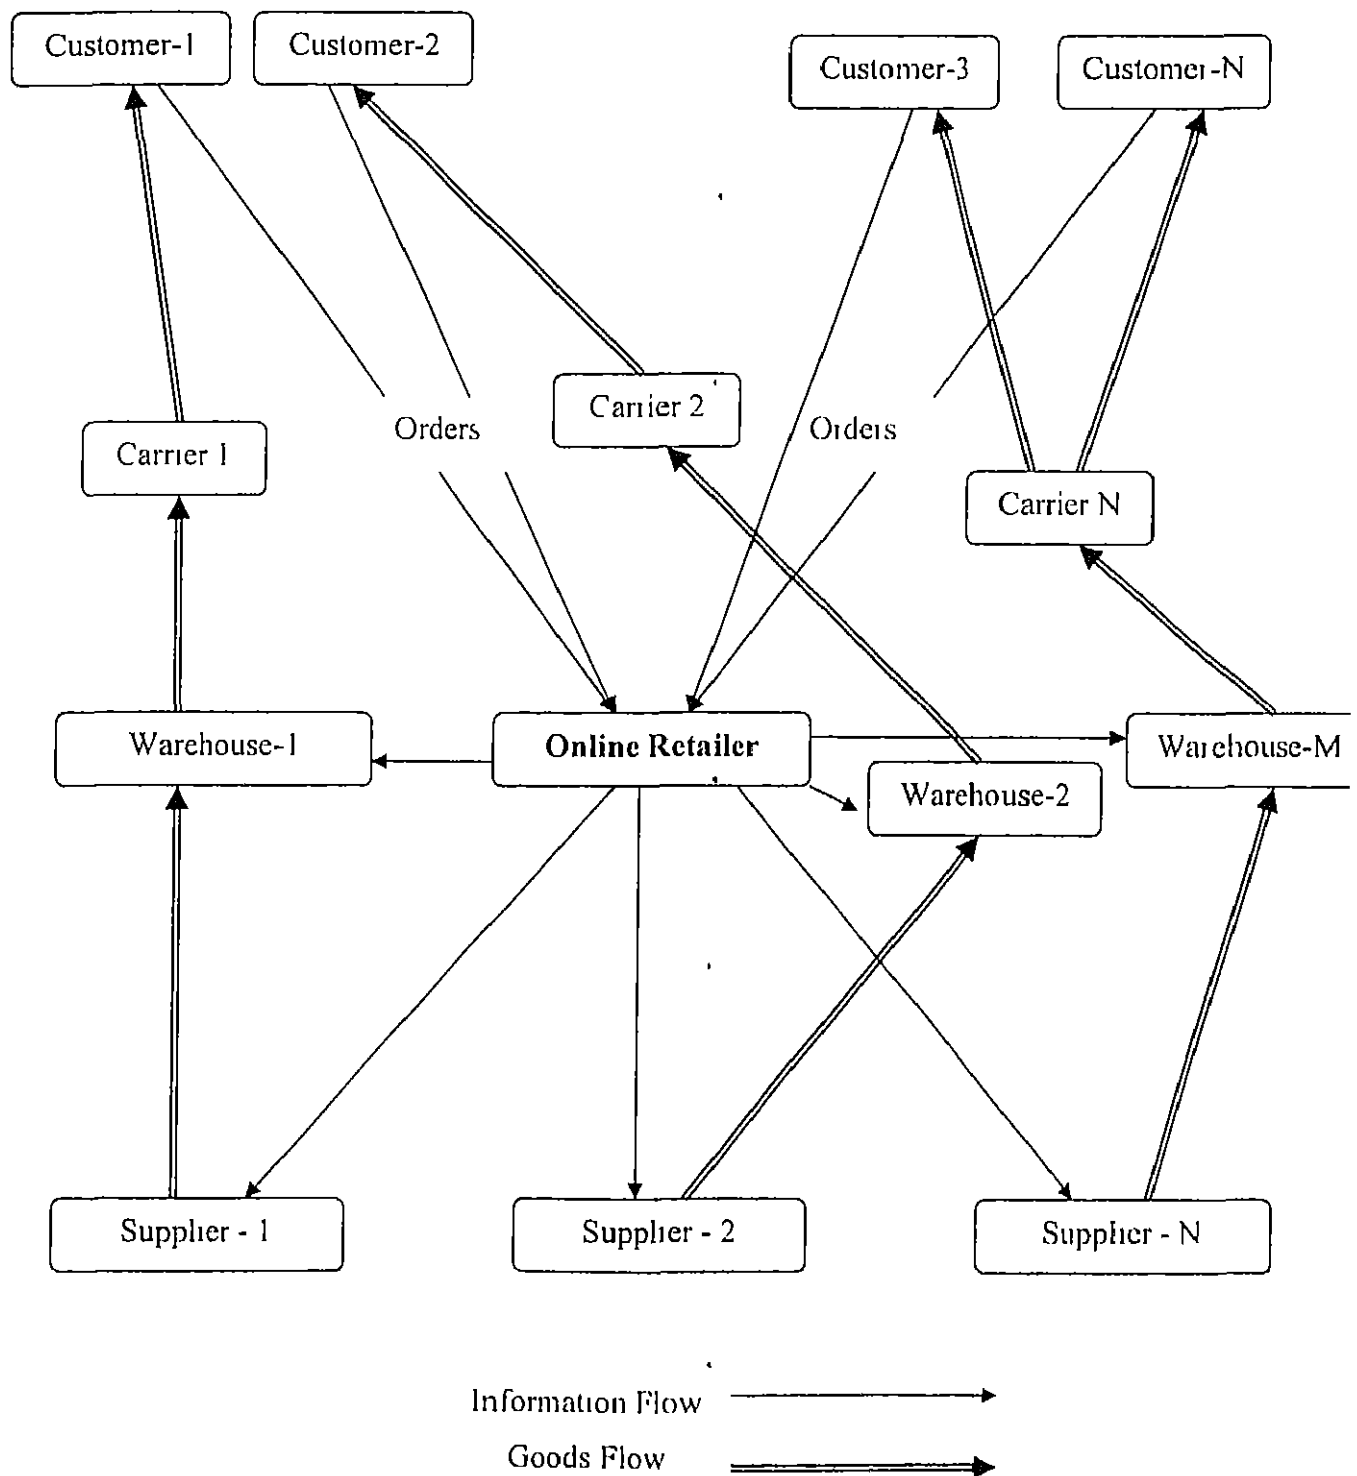 Customer-1
Customer-2
Customer-3
Customer-N
Carrier 2
Orders
Orders
Carrier 1
Carrier N
Warehouse-1
Online Retailer
Warehouse-M
Warehouse-2
Supplier - 1
Supplier - 2
Supplier - N
Information Flow
Goods Flow